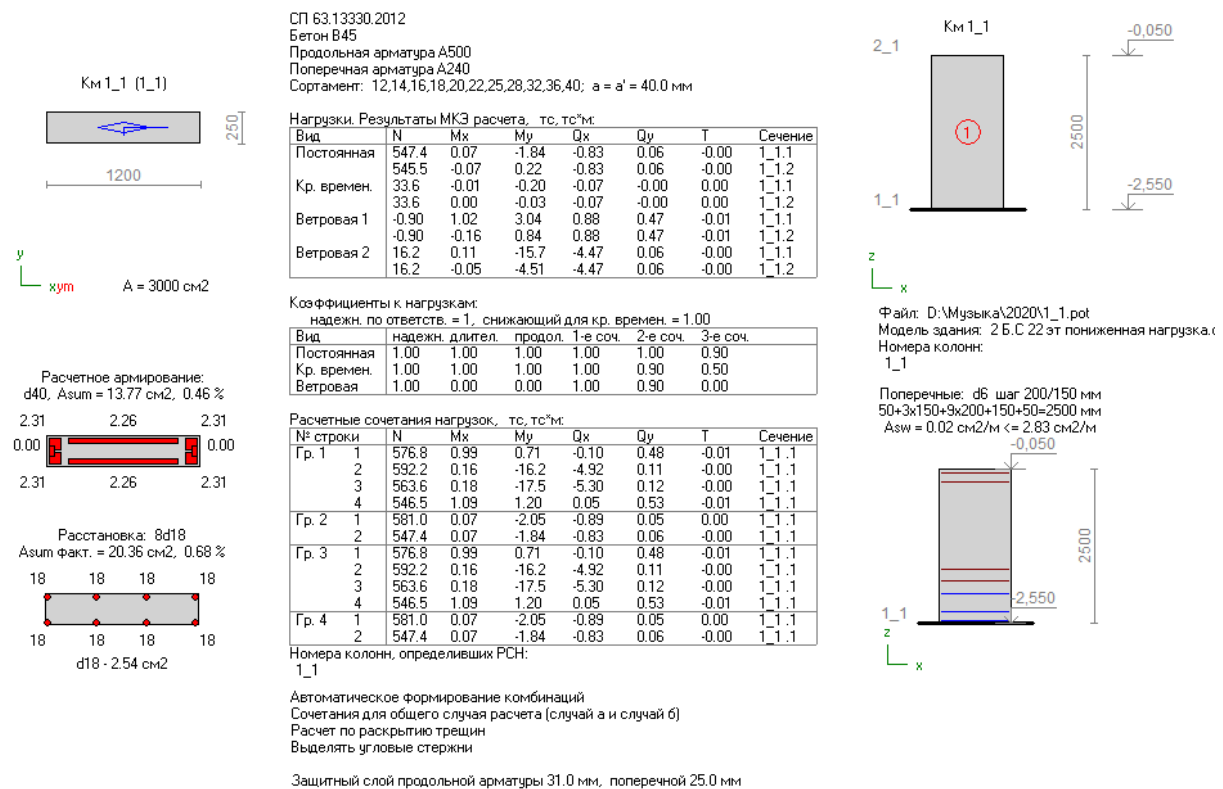 Км 1_1 (1_1)
250
1200
y
xym
A = 3000 см2
Расчетное армирование:
d40, Asum = 13.77 см2, 0.46 %
2.31 2.26 2.31
0.00 0.00
2.31 2.26 2.31
Расстановка: 8d18
Asum факт. = 20.36 см2, 0.68 %
18 18 18 18
18 18 18 18
d18 - 2.54 см2
СП 63.13330.2012
Бетон B45
Продольная арматура A500
Поперечная арматура A240
Сортамент: 12,14,16,18,20,22,25,28,32,36,40; a = a' = 40.0 мм
Нагрузки. Результаты МКЭ расчета, тс, тс*м:
Вид N Mx My Qx Qy T Сечение
Постоянная 547.4 0.07 -1.84 -0.83 0.06 -0.00 1_1.1
545.5 -0.07 0.22 -0.83 0.06 -0.00 1_1.2
Кр. времен. 33.6 -0.01 -0.20 -0.07 -0.00 0.00 1_1.1
33.6 0.00 -0.03 -0.07 -0.00 0.00 1_1.2
Ветровая 1 -0.90 1.02 3.04 0.88 0.47 -0.01 1_1.1
-0.90 -0.16 0.84 0.88 0.47 -0.01 1_1.2
Ветровая 2 16.2 0.11 -15.7 -4.47 0.06 -0.00 1_1.1
16.2 -0.05 -4.51 -4.47 0.06 -0.00 1_1.2
Коэффициенты к нагрузкам:
надежн. по ответств. = 1, снижающий для кр. времен. = 1.00
Вид надежн. длител. продол. 1-е соч. 2-е соч. 3-е соч.
Постоянная 1.00 1.00 1.00 1.00 1.00 0.90
Кр. времен. 1.00 1.00 1.00 1.00 0.90 0.50
Ветровая 1.00 0.00 0.00 1.00 0.90 0.00
Расчетные сочетания нагрузок, тс, тс*м:
№ строки N Mx My Qx Qy T Сечение
Гр. 1 1 576.8 0.99 0.71 -0.10 0.48 -0.01 1_1.1
2 592.2 0.16 -16.2 -4.92 0.11 -0.00 1_1.1
3 563.6 0.18 -17.5 -5.30 0.12 -0.00 1_1.1
4 546.5 1.09 1.20 0.05 0.53 -0.01 1_1.1
Гр. 2 1 581.0 0.07 -2.05 -0.89 0.05 0.00 1_1.1
2 547.4 0.07 -1.84 -0.83 0.06 -0.00 1_1.1
Гр. 3 1 576.8 0.99 0.71 -0.10 0.48 -0.01 1_1.1
2 592.2 0.16 -16.2 -4.92 0.11 -0.00 1_1.1
3 563.6 0.18 -17.5 -5.30 0.12 -0.00 1_1.1
4 546.5 1.09 1.20 0.05 0.53 -0.01 1_1.1
Гр. 4 1 581.0 0.07 -2.05 -0.89 0.05 0.00 1_1.1
2 547.4 0.07 -1.84 -0.83 0.06 -0.00 1_1.1
Номера колонн, определивших РСН:
1_1
Автоматическое формирование комбинаций
Сочетания для общего случая расчета (случай а и случай б)
Расчет по раскрытию трещин
Выделять угловые стержни
Защитный слой продольной арматуры 31.0 мм, поперечной 25.0 мм
Км 1_1
2_1
-0,050
1
2500
-2,550
1_1
z
x
Файл: D:\Музыка\2020\1_1.pot
Модель здания: 2 Б.С 22 эт пониженная нагрузка.
Номера колонн:
1_1
Поперечные: d6 шаг 200/150 мм
50+3x150+9x200+150+50=2500 мм
Asw = 0.02 см2/м <= 2.83 см2/м
-0,050
2500
-2,550
1_1
z
x